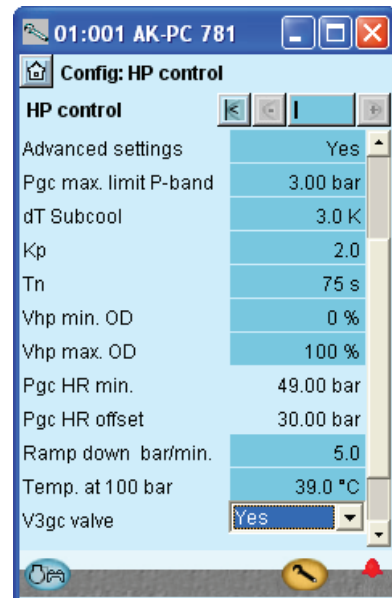 01:001 AK-PC 781
Config: HP control
HP control
Advanced settings Yes
Pgc max. limit P-band 3.00 bar
dT Subcool 3.0 K
Kp 2.0
Tn 75 s
Vhp min. OD 0 %
Vhp max. OD 100 %
Pgc HR min. 49.00 bar
Pgc HR offset 30.00 bar
Ramp down bar/min. 5.0
Temp. at 100 bar 39.0 °C
V3gc valve Yes